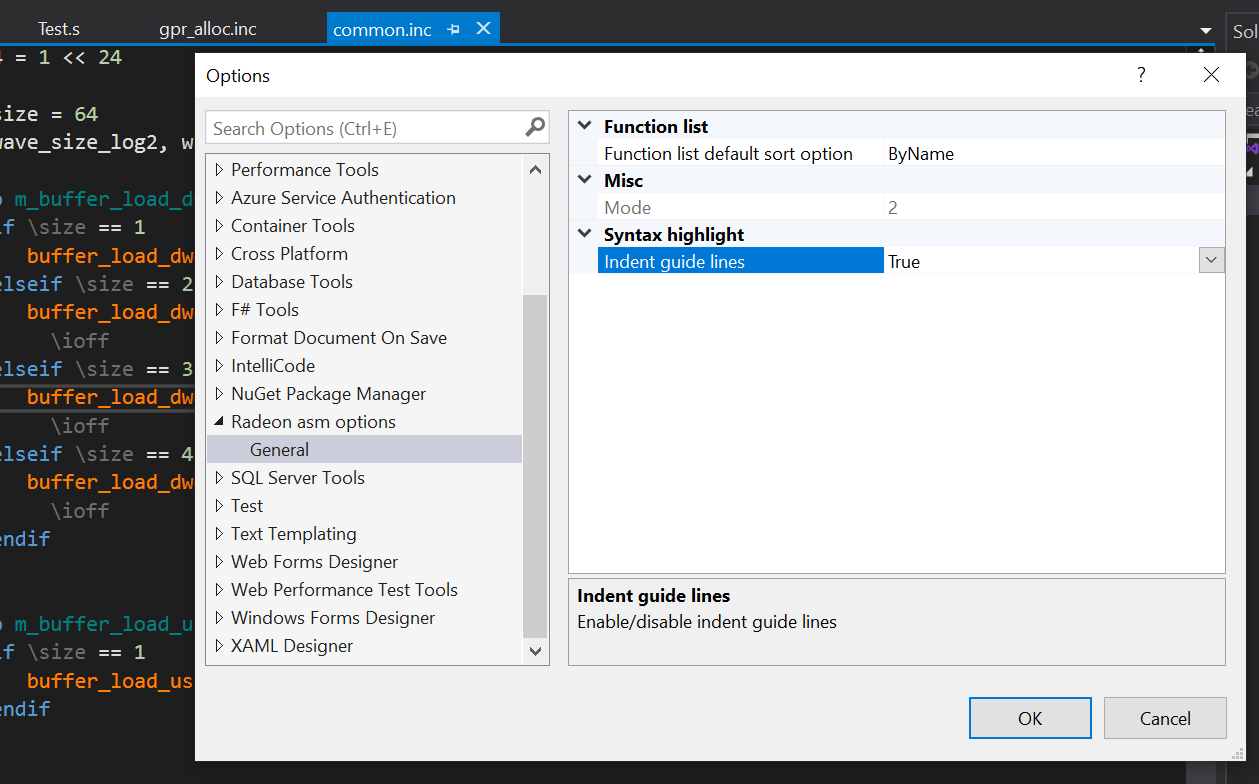 Test.s
gpr_alloc.inc
common.inc
Sol
= 1 << 24
size = 64
wave_size_log2, w
m_buffer_load_d
if \size == 1
buffer_load_dw
elseif \size == 2
buffer_load_dw
\ioff
elseif \size == 3
buffer_load_dw
\ioff
elseif \size == 4
buffer_load_dw
\ioff
endif
m_buffer_load_u
if \size == 1
buffer_load_us
endif
Options
?
Search Options (Ctrl+E)
Performance Tools
Azure Service Authentication
Container Tools
Cross Platform
Database Tools
F# Tools
Format Document On Save
IntelliCode
NuGet Package Manager
Radeon asm options
General
SQL Server Tools
Test
Text Templating
Web Forms Designer
Web Performance Test Tools
Windows Forms Designer
XAML Designer
Function list
Function list default sort option ByName
Misc
Mode 2
Syntax highlight
Indent guide lines True
Indent guide lines
Enable/disable indent guide lines
OK
Cancel